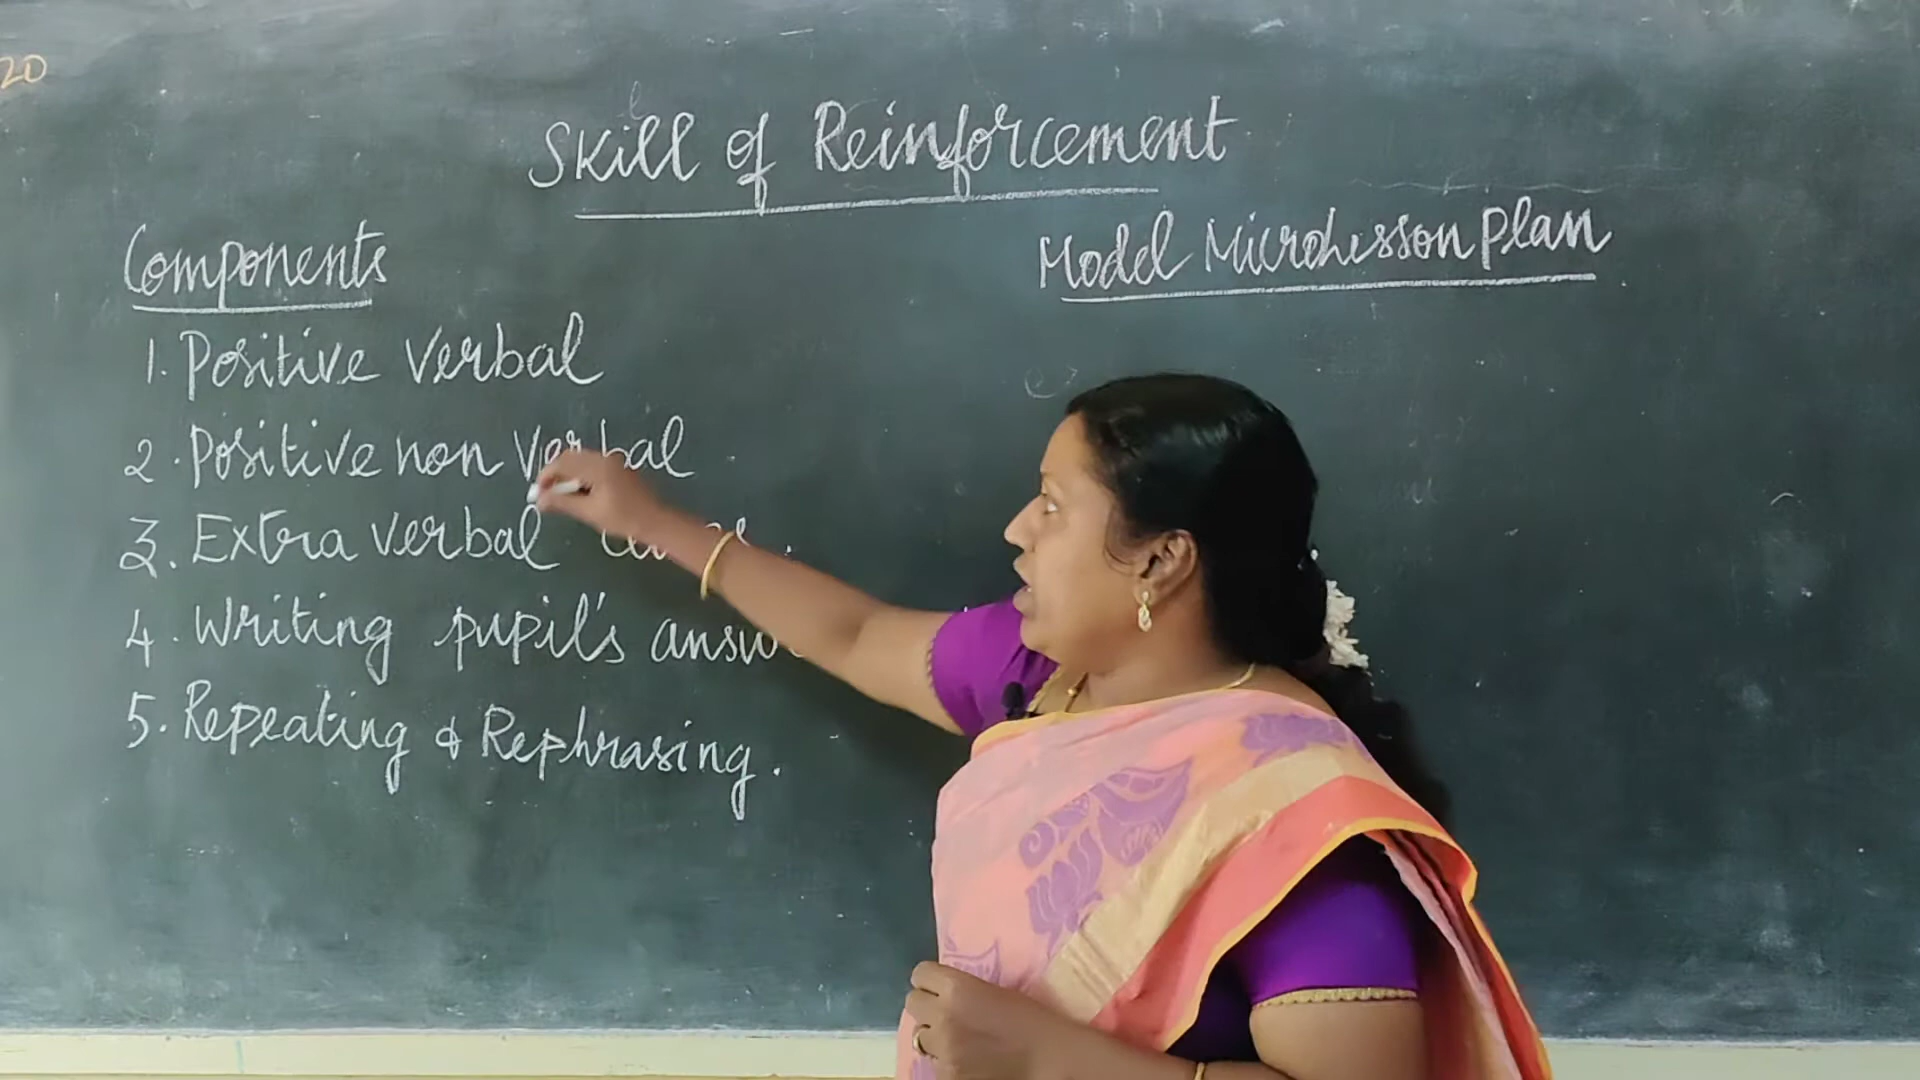 20
Skill of Reinforcement
Components
Model Microlesson plan
1. Positive verbal
2. Positive non verbal
3. Extra verbal
4. Writing pupil's
5. Repeating & Rephrasing.